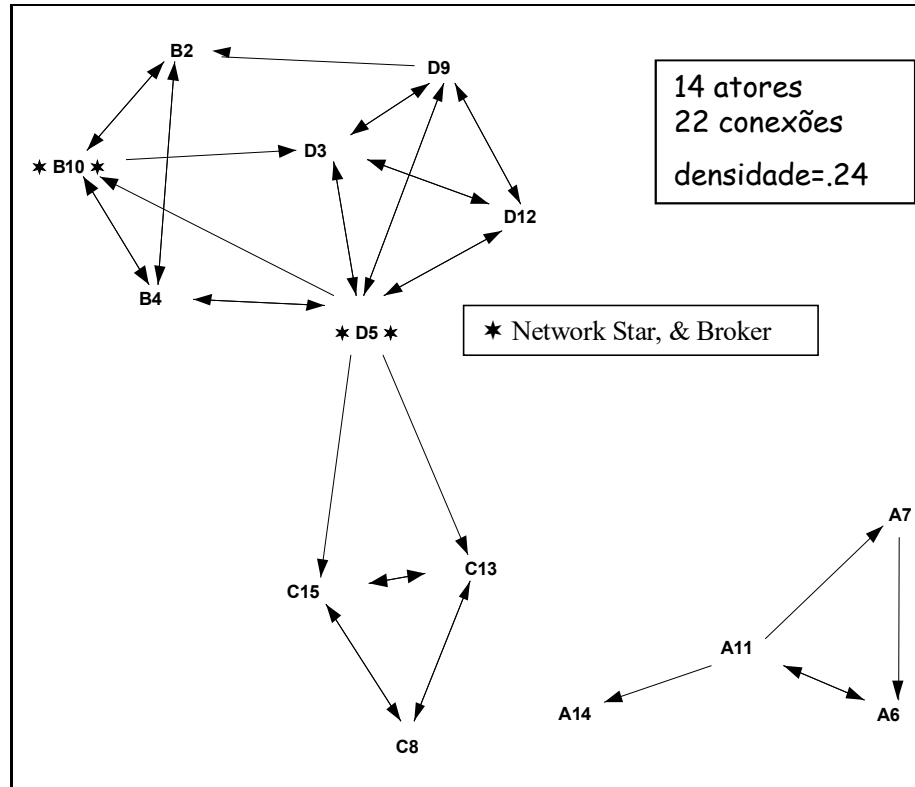 B2
D9
14 atores
22 conexões
densidade=.24
D3
✶ B10 ✶
D12
B4
✶ D5 ✶
✶ Network Star, & Broker
A7
C13
C15
A11
A14
A6
C8